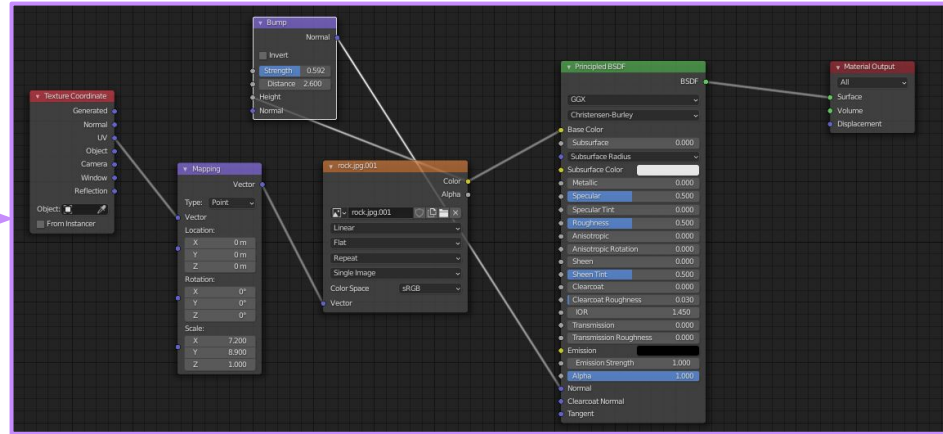 Texture Coordinate
Generated
Normal
UV
Object
Camera
Window
Reflection
Object:
From Instancer
Mapping
Vector
Type: Point
Vector
Location:
X 0 m
Y 0 m
Z 0 m
Rotation:
X 0°
Y 0°
Z 0°
Scale:
X 7.200
Y 8.900
Z 1.000
Bump
Normal
Invert
Strength 0.592
Distance 2.600
Height
Normal
rock.jpg.001
Color
Alpha
rock.jpg.001
Linear
Flat
Repeat
Single Image
Color Space sRGB
Vector
Principled BSDF
BSDF
GGX
Christensen-Burley
Base Color
Subsurface 0.000
Subsurface Radius
Subsurface Color
Metallic 0.000
Specular 0.500
Specular Tint 0.000
Roughness 0.500
Anisotropic 0.000
Anisotropic Rotation 0.000
Sheen 0.000
Sheen Tint 0.500
Clearcoat 0.000
Clearcoat Roughness 0.030
IOR 1.450
Transmission 0.000
Transmission Roughness 0.000
Emission
Emission Strength 1.000
Alpha 1.000
Normal
Clearcoat Normal
Tangent
Material Output
All
Surface
Volume
Displacement